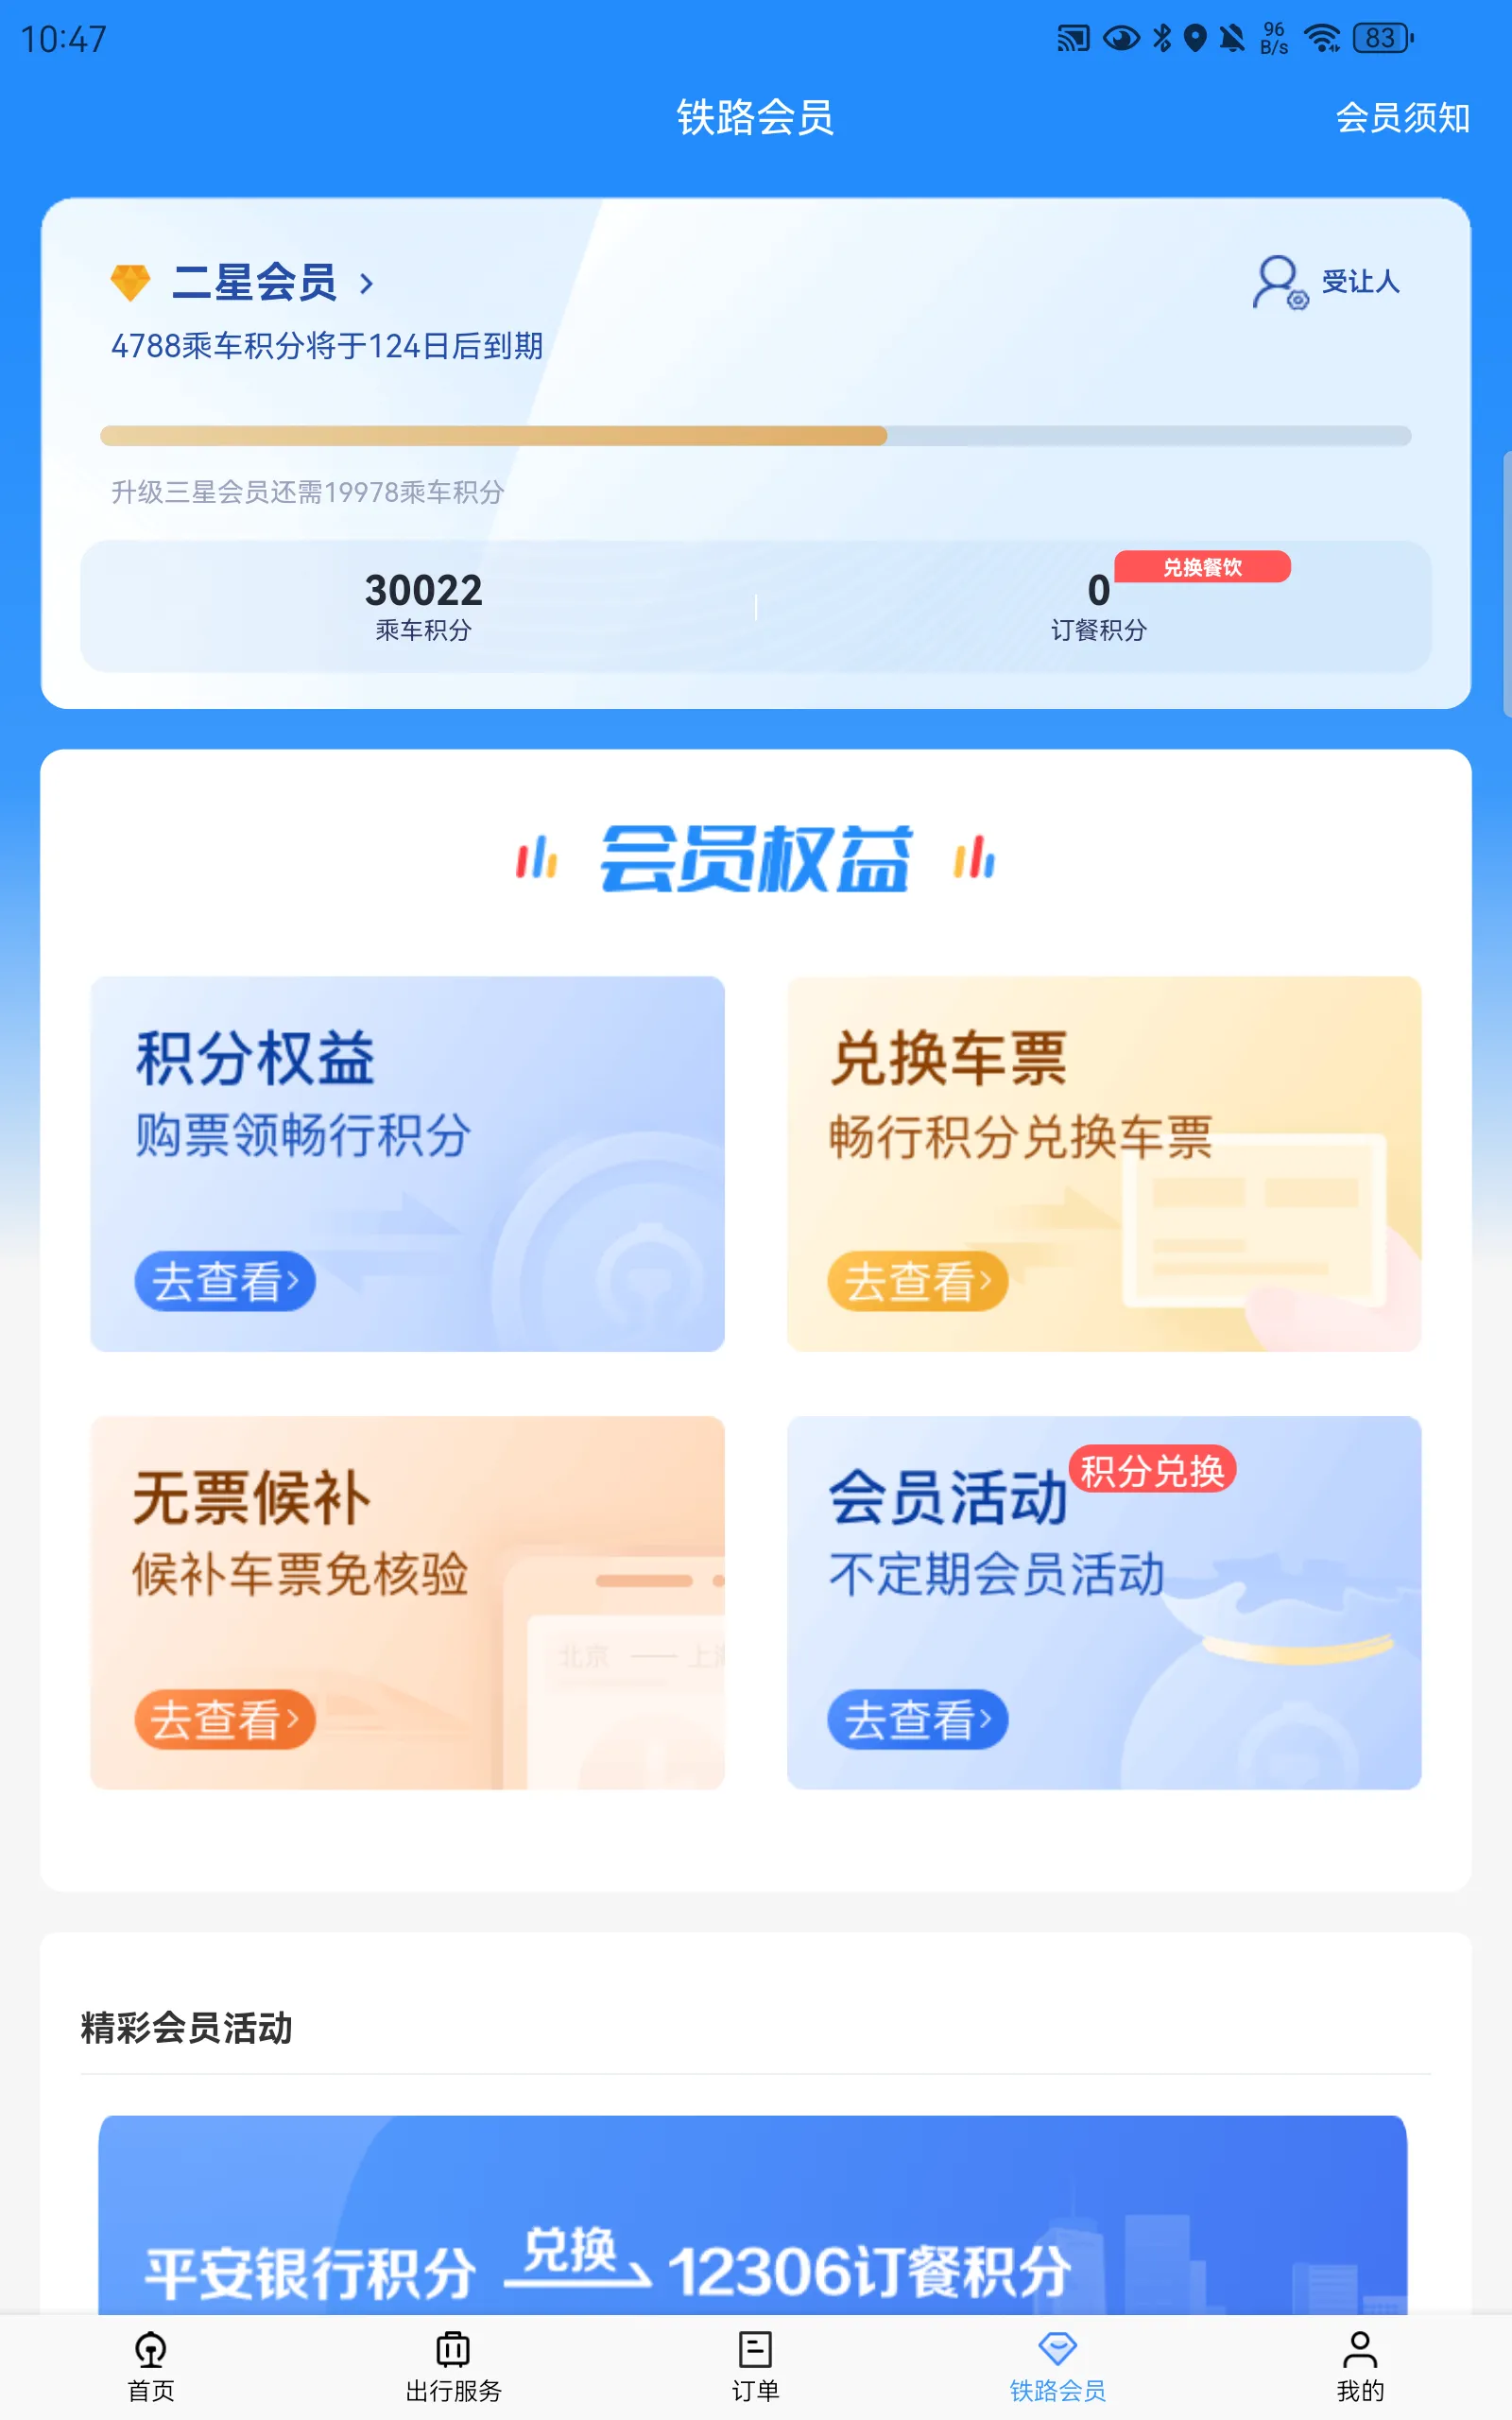 10:47
96
B/s
83
铁路会员
会员须知
二星会员
受让人
4788乘车积分将于124日后到期
升级三星会员还需19978乘车积分
兑换餐饮
30022
0
乘车积分
订餐积分
会员权益
积分权益
购票领畅行积分
去查看
兑换车票
畅行积分兑换车票
去查看
无票候补
候补车票免核验
北京 —— 上海
去查看
会员活动
积分兑换
不定期会员活动
去查看
精彩会员活动
平安银行积分 兑换 12306订餐积分
首页
出行服务
订单
铁路会员
我的